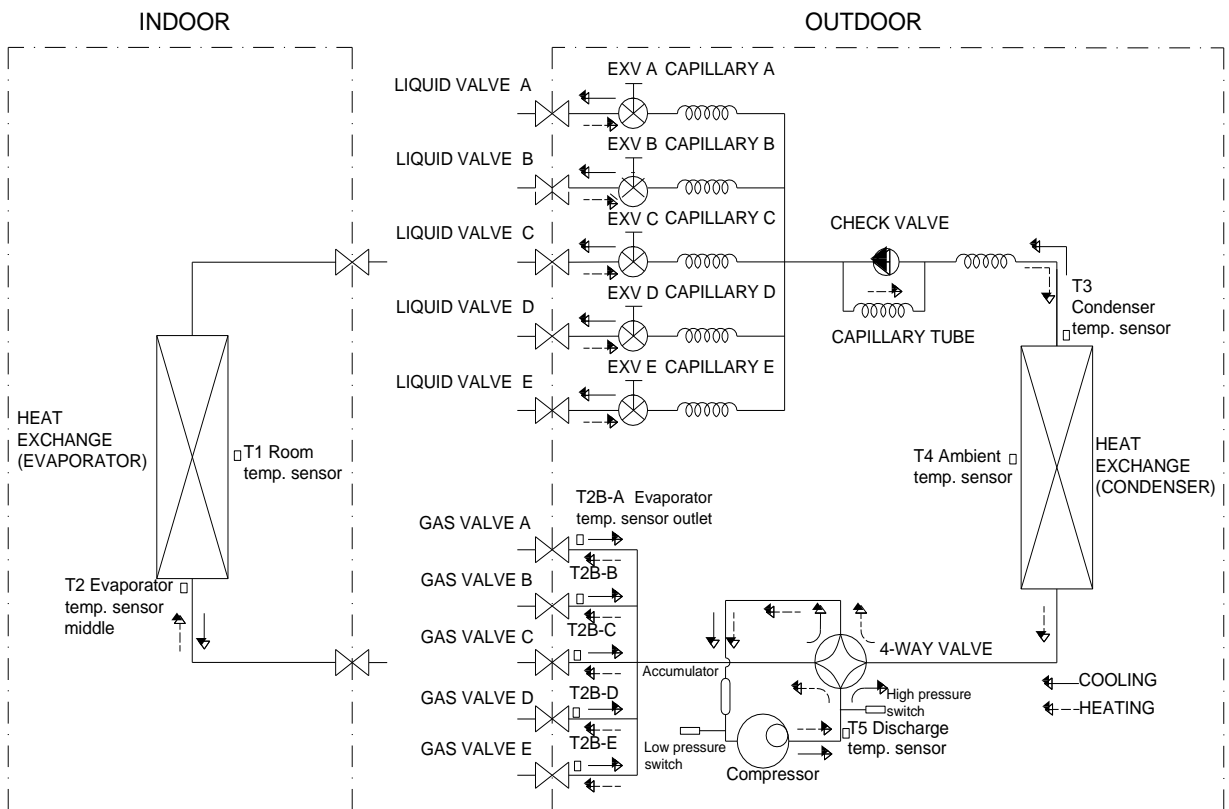 INDOOR
OUTDOOR
LIQUID VALVE A
EXV A CAPILLARY A
LIQUID VALVE B
EXV B CAPILLARY B
LIQUID VALVE C
EXV C CAPILLARY C
LIQUID VALVE D
EXV D CAPILLARY D
LIQUID VALVE E
EXV E CAPILLARY E
CHECK VALVE
CAPILLARY TUBE
T3
Condenser
temp. sensor
HEAT
EXCHANGE
(EVAPORATOR)
T1 Room
temp. sensor
T4 Ambient
temp. sensor
HEAT
EXCHANGE
(CONDENSER)
T2 Evaporator
temp. sensor
middle
GAS VALVE A
T2B-A Evaporator
temp. sensor outlet
GAS VALVE B
T2B-B
GAS VALVE C
T2B-C
GAS VALVE D
T2B-D
GAS VALVE E
T2B-E
Accumulator
4-WAY VALVE
High pressure
switch
T5 Discharge
temp. sensor
Low pressure
switch
Compressor
COOLING
HEATING